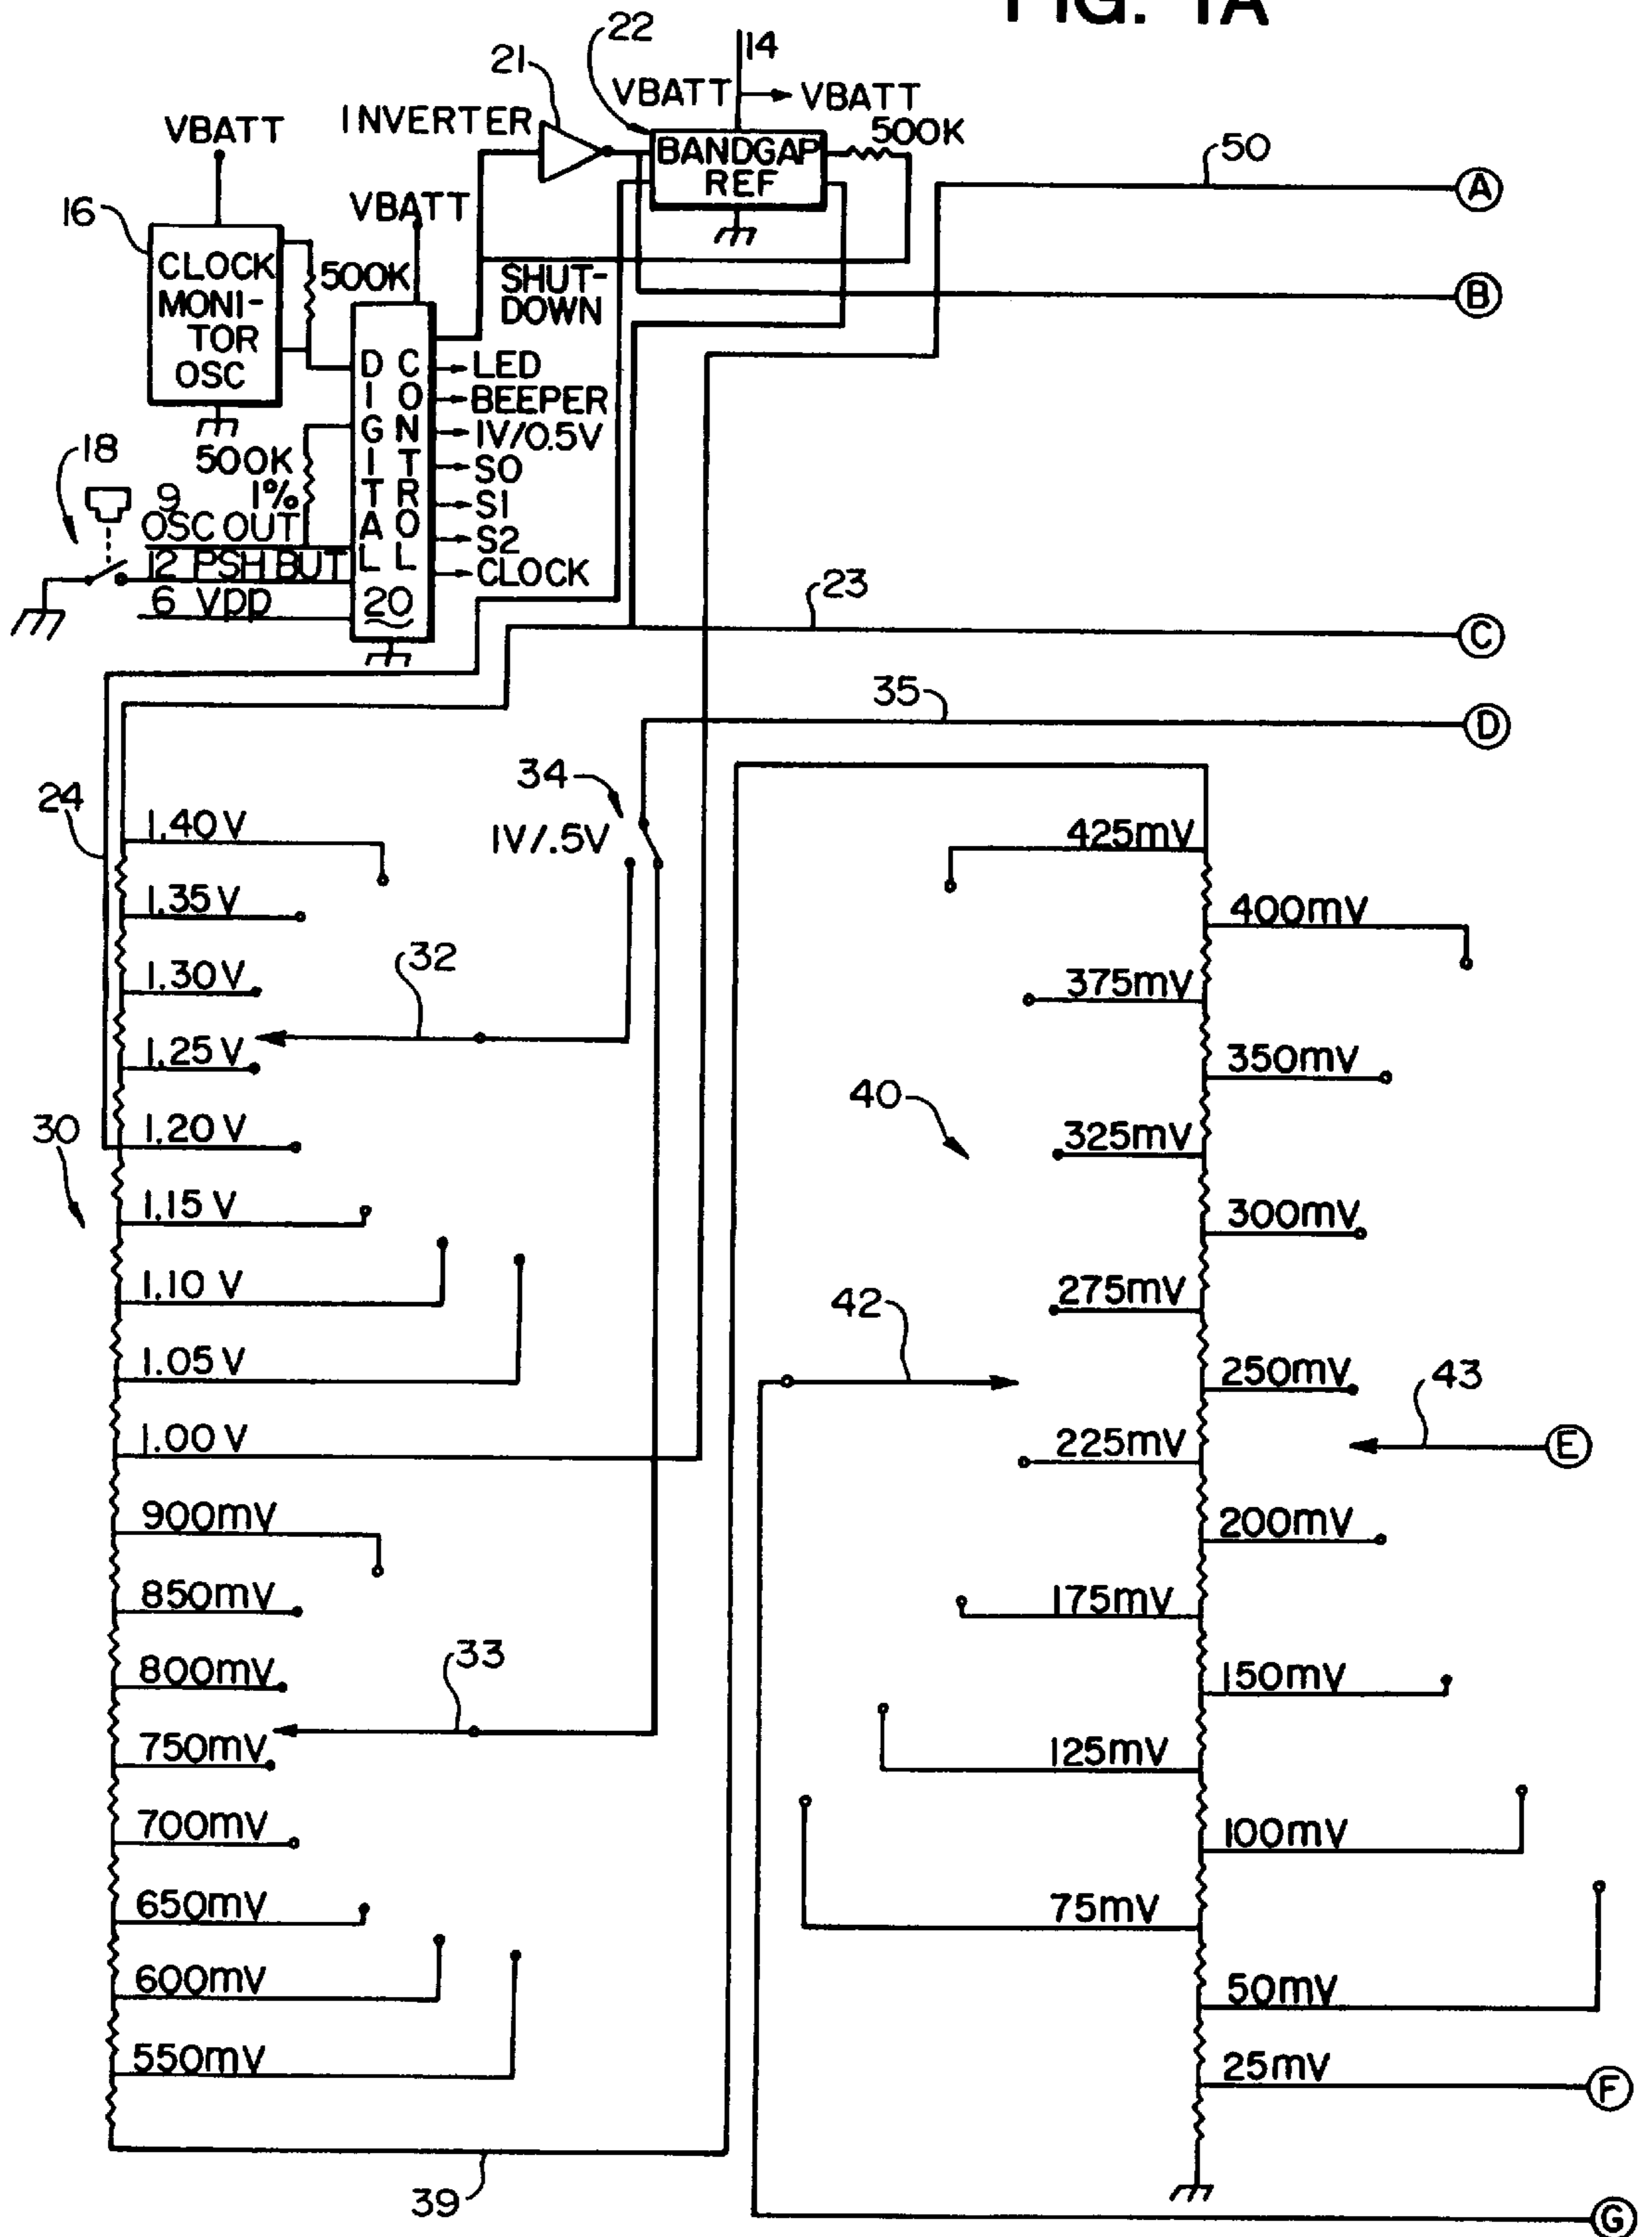 FIG. 1A
22
14
21
VBATT
VBATT
INVERTER
500K
VBATT
BANDGAP
REF
50
A
16
VBATT
CLOCK
MONI-
TOR
OSC
500K
SHUT-
DOWN
B
DIGITAL
CONTROL
20
LED
BEEPER
1V/0.5V
S0
S1
S2
CLOCK
18
500K
1%
9
OSC OUT
12 PSH BUT
6 VPP
23
C
35
D
24
34
1V/.5V
1.40 V
1.35 V
1.30 V
32
1.25 V
30
1.20 V
1.15 V
1.10 V
1.05 V
1.00 V
900mV
850mV
800mV
33
750mV
700mV
650mV
600mV
550mV
39
425mV
400mV
375mV
350mV
40
325mV
300mV
275mV
42
250mV
43
225mV
E
200mV
175mV
150mV
125mV
100mV
75mV
50mV
25mV
F
G